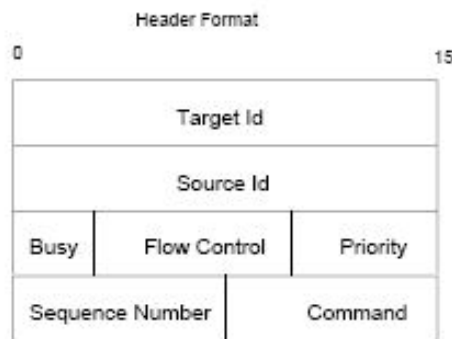 Header Format
0 15
Target Id
Source Id
Busy Flow Control Priority
Sequence Number Command